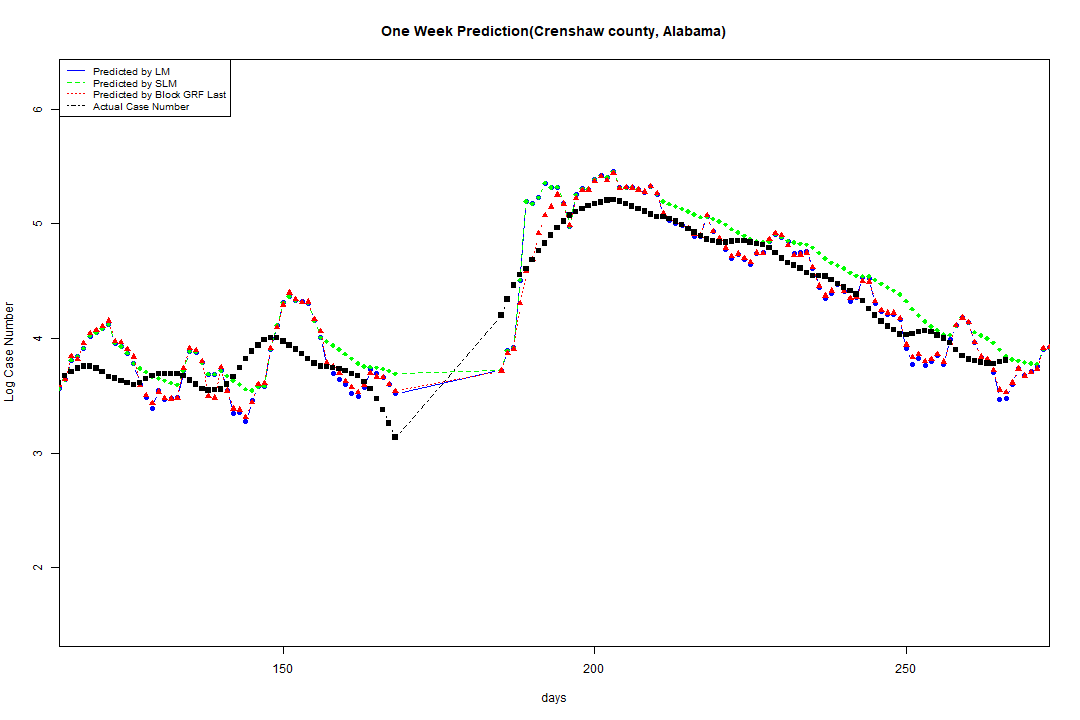 One Week Prediction(Crenshaw county, Alabama)
Predicted by LM
Predicted by SLM
Predicted by Block GRF Last
Actual Case Number
6
5
4
3
2
Log Case Number
150
200
250
days